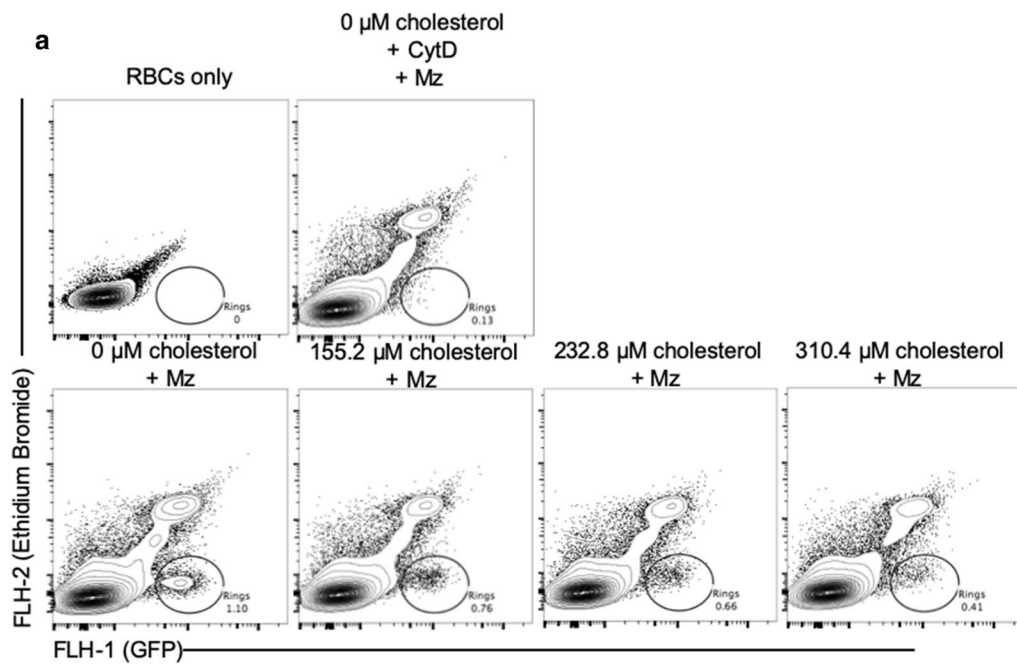 a
0 µM cholesterol
+ CytD
+ Mz
RBCs only
Rings
0
Rings
0.13
0 µM cholesterol
+ Mz
155.2 µM cholesterol
+ Mz
232.8 µM cholesterol
+ Mz
310.4 µM cholesterol
+ Mz
Rings
1.10
Rings
0.76
Rings
0.66
Rings
0.41
FLH-2 (Ethidium Bromide)
FLH-1 (GFP)